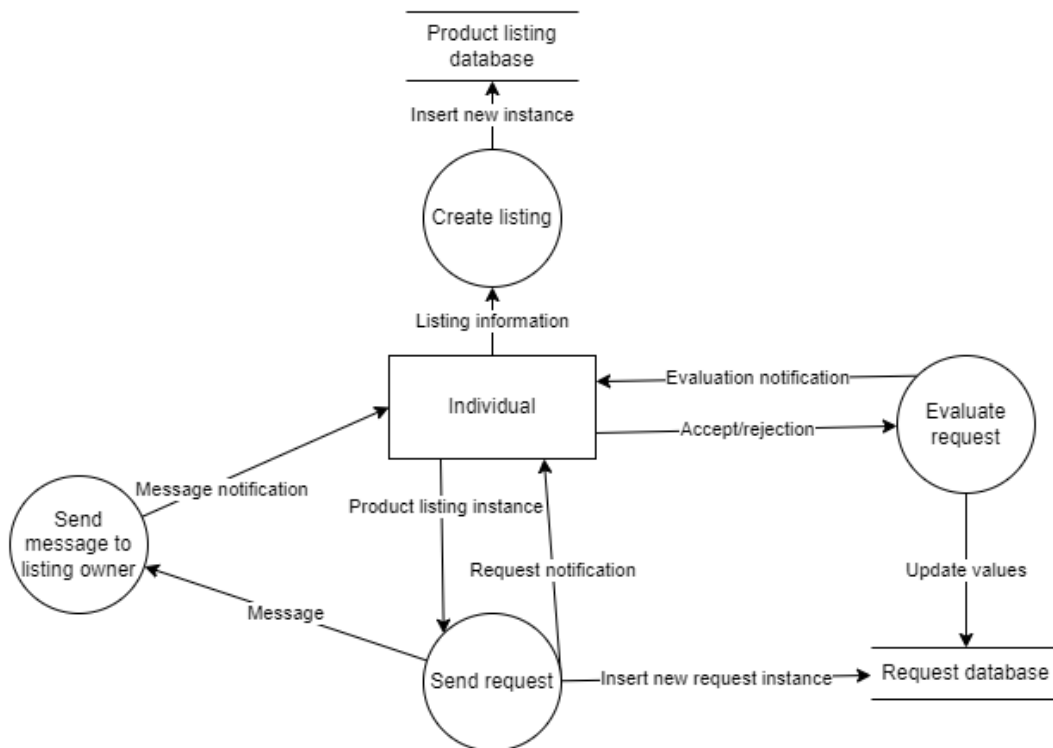 Product listing
database
Insert new instance
Create listing
Listing information
Individual
Evaluation notification
Accept/rejection
Evaluate
request
Message notification
Product listing instance
Send
message to
listing owner
Request notification
Update values
Message
Send request
Insert new request instance
Request database